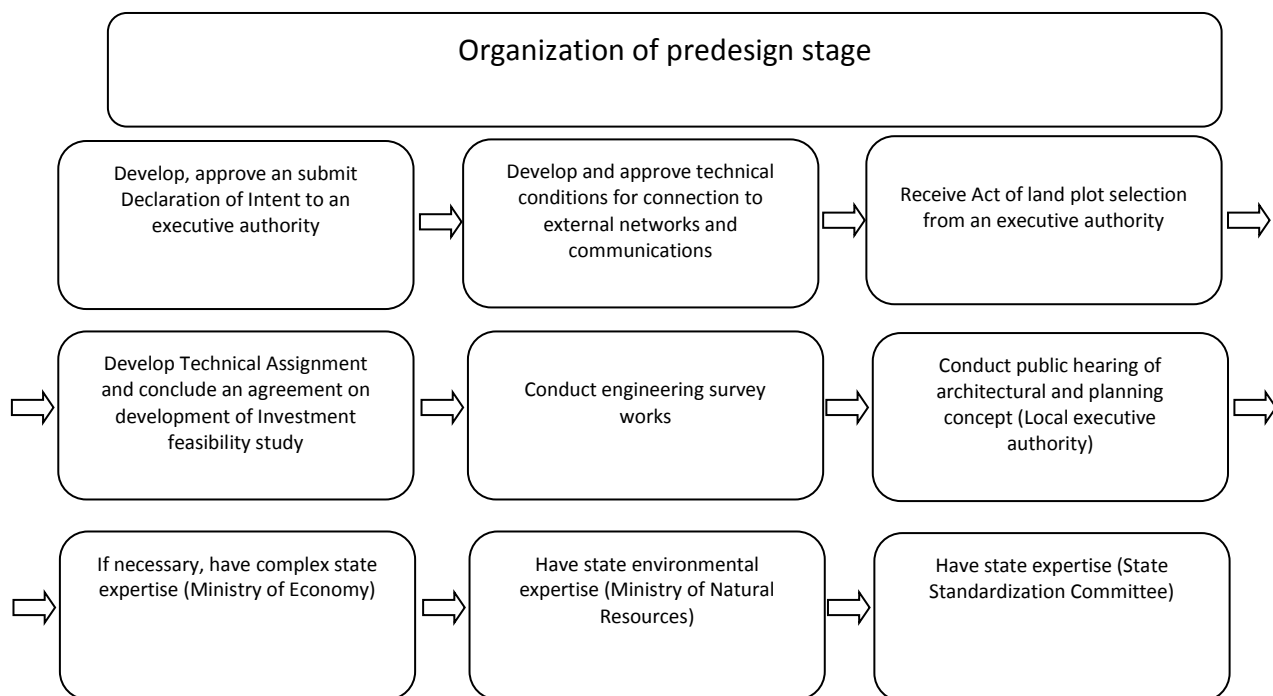 Organization of predesign stage
Develop, approve an submit
Declaration of Intent to an
executive authority
Develop and approve technical
conditions for connection to
external networks and
communications
Receive Act of land plot selection
from an executive authority
Develop Technical Assignment
and conclude an agreement on
development of Investment
feasibility study
Conduct engineering survey
works
Conduct public hearing of
architectural and planning
concept (Local executive
authority)
If necessary, have complex state
expertise (Ministry of Economy)
Have state environmental
expertise (Ministry of Natural
Resources)
Have state expertise (State
Standardization Committee)